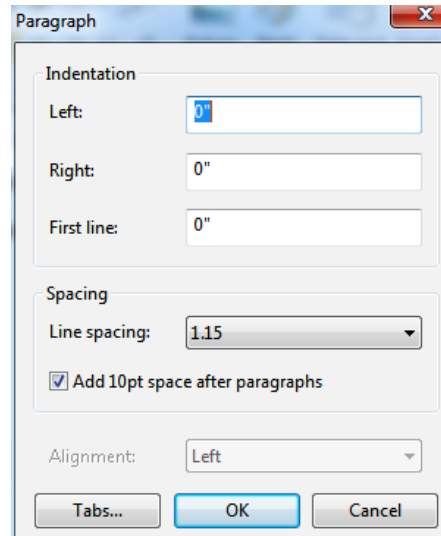 Paragraph
Indentation
Left: 0"
Right: 0"
First line: 0"
Spacing
Line spacing: 1.15
Add 10pt space after paragraphs
Alignment: Left
Tabs... OK Cancel